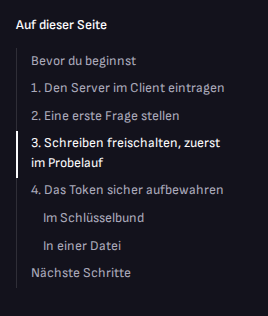 Auf dieser Seite
Bevor du beginnst
1. Den Server im Client eintragen
2. Eine erste Frage stellen
3. Schreiben freischalten, zuerst
im Probelauf
4. Das Token sicher aufbewahren
Im Schlüsselbund
In einer Datei
Nächste Schritte